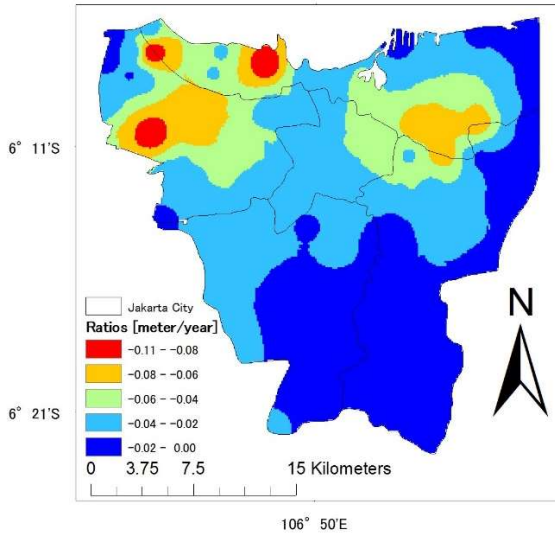 6° 11'S
Jakarta City
Ratios [meter/year]
-0.11 - -0.08
-0.08 - -0.06
-0.06 - -0.04
-0.04 - -0.02
-0.02 - 0.00
N
6° 21'S
0 3.75 7.5 15 Kilometers
106° 50'E